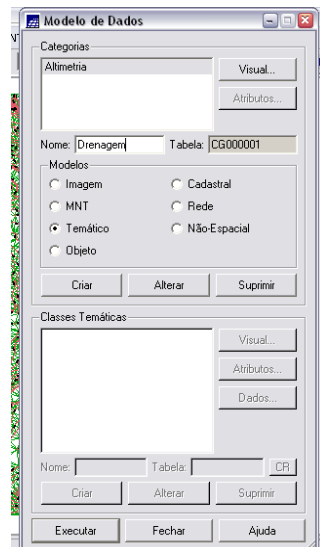 Modelo de Dados
Categorias
Altimetria
Visual...
Atributos...
Nome: Drenagem Tabela: CG000001
Modelos
Imagem Cadastral
MNT Rede
Temático Não-Espacial
Objeto
Criar Alterar Suprimir
Classes Temáticas
Visual...
Atributos...
Dados...
Nome: Tabela: CR
Criar Alterar Suprimir
Executar Fechar Ajuda